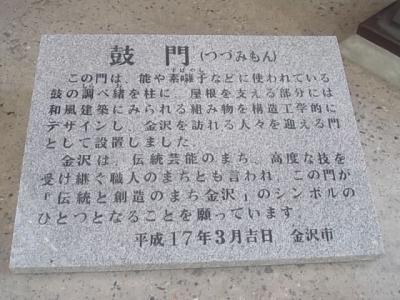 鼓門(つづみもん)
この門は、能や素囃子などに使われている
鼓の調べ緒を柱に、屋根を支える部分には
和風建築にみられる組み物を構造工学的に
デザインし、金沢を訪れる人々を迎える門
として設置しました。
金沢は、伝統芸能のまち、高度な技を
受け継ぐ職人のまちとも言われ、この門が
「伝統と創造のまち金沢」のシンボルの
ひとつとなることを願っています。
平成17年3月吉日 金沢市